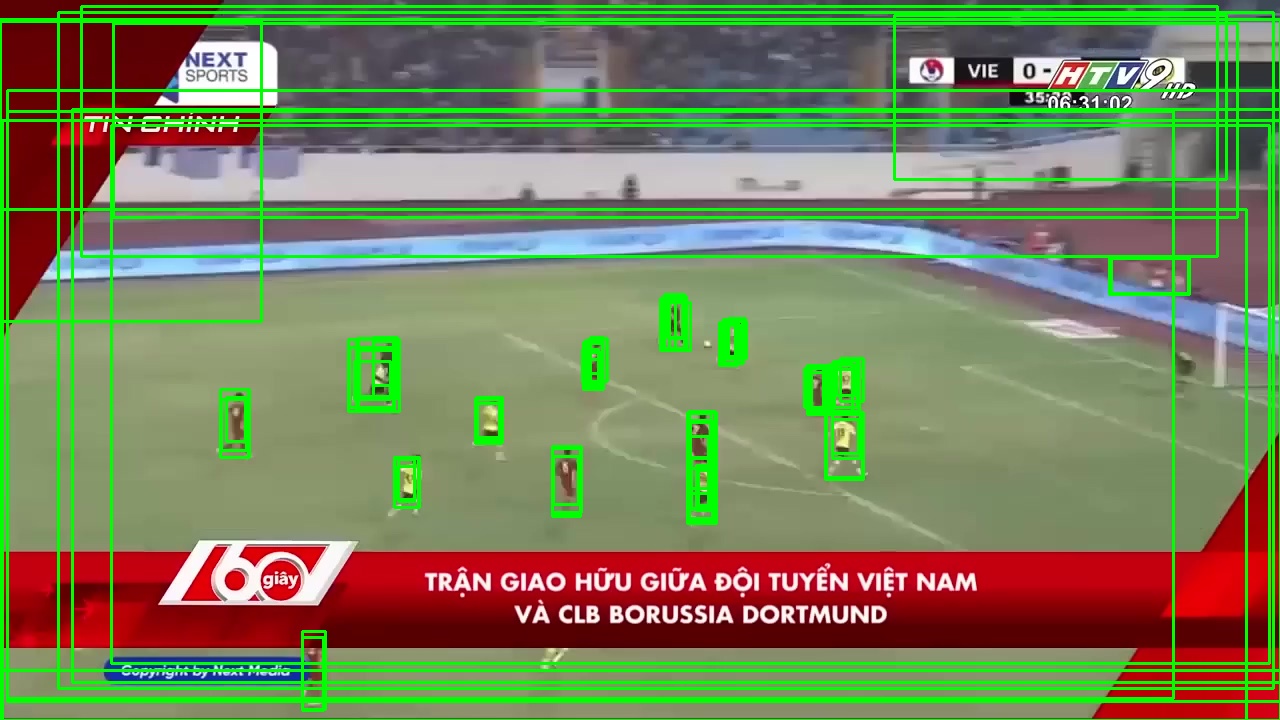 NEXT
SPORTS
VIE 0 -
HTV9 HD
35:
06:31:02
TIN CHÍNH
60 giây
TRẬN GIAO HỮU GIỮA ĐỘI TUYỂN VIỆT NAM
VÀ CLB BORUSSIA DORTMUND
Copyright by Next Media